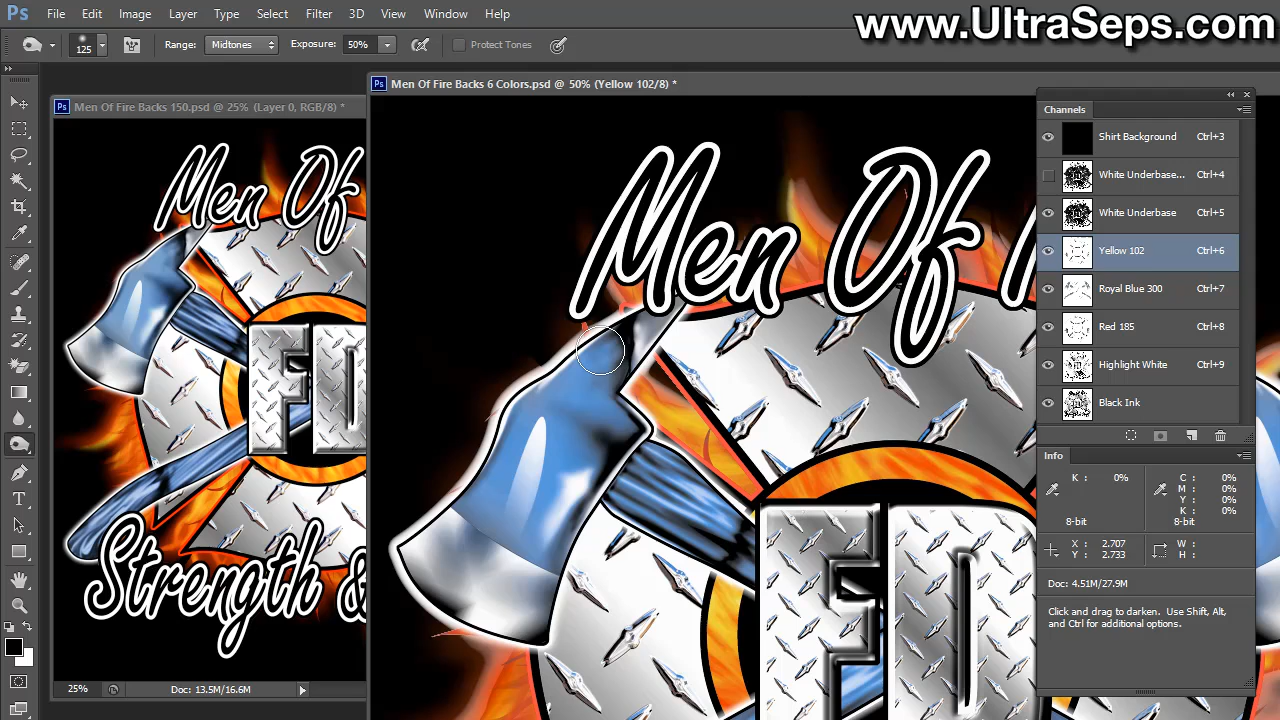 Ps File Edit Image Layer Type Select Filter 3D View Window Help
www.UltraSeps.com
125 Range: Midtones Exposure: 50% Protect Tones
Ps Men Of Fire Backs 6 Colors.psd @ 50% (Yellow 102/8) *
Ps Men Of Fire Backs 150.psd @ 25% (Layer 0, RGB/8) *
Men Of
Strength &
FD
25% Doc: 13.5M/16.6M
Men Of
FD
Channels
Shirt Background Ctrl+3
White Underbase... Ctrl+4
White Underbase Ctrl+5
Yellow 102 Ctrl+6
Royal Blue 300 Ctrl+7
Red 185 Ctrl+8
Highlight White Ctrl+9
Black Ink
Info
K : 0% C : 0%
M : 0%
Y : 0%
K : 0%
8-bit 8-bit
X : 2.707 W :
Y : 2.733 H :
Doc: 4.51M/27.9M
Click and drag to darken. Use Shift, Alt,
and Ctrl for additional options.